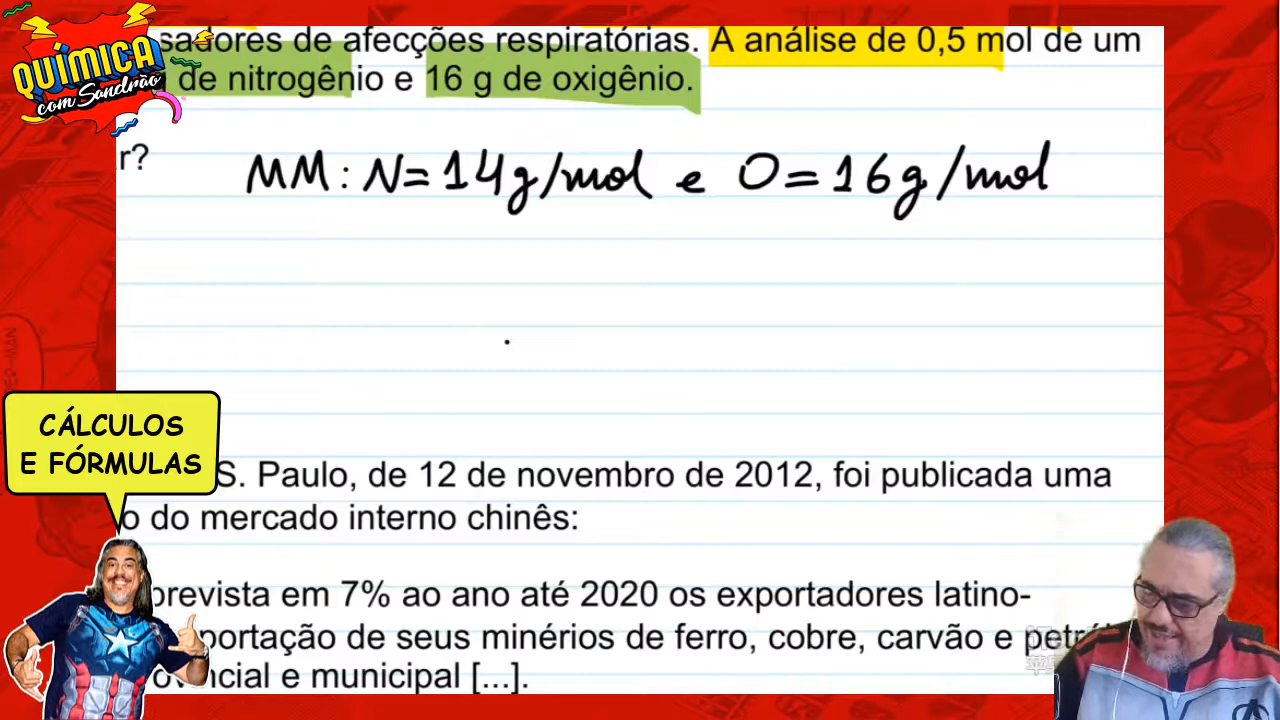 QUÍMICA
com Sandrão
sadores de afecções respiratórias. A análise de 0,5 mol de um
de nitrogênio e 16 g de oxigênio.
r?
MM: N=14g/mol e O=16g/mol
CÁLCULOS
E FÓRMULAS
S. Paulo, de 12 de novembro de 2012, foi publicada uma
o do mercado interno chinês:
prevista em 7% ao ano até 2020 os exportadores latino-
portação de seus minérios de ferro, cobre, carvão e petró
e municipal [...].